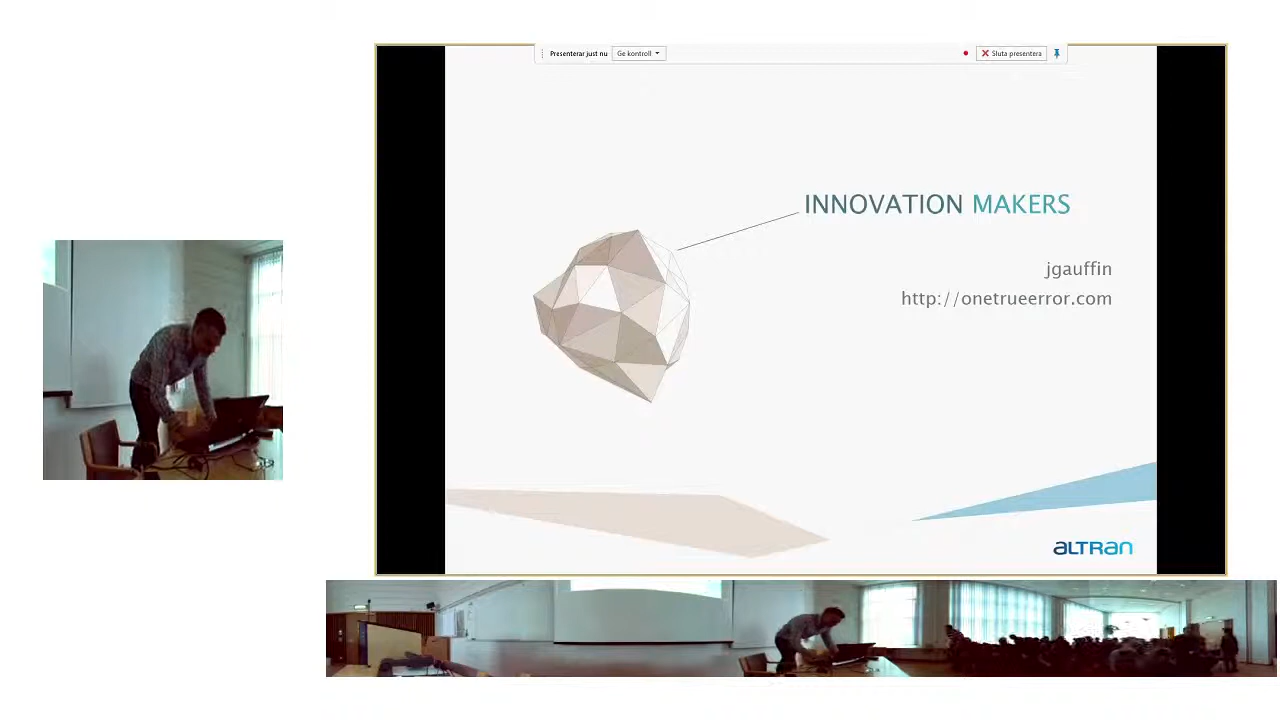 Presenterar just nu Ge kontroll Sluta presentera
INNOVATION MAKERS
jgauffin
http://onetrueerror.com
ALTRAN